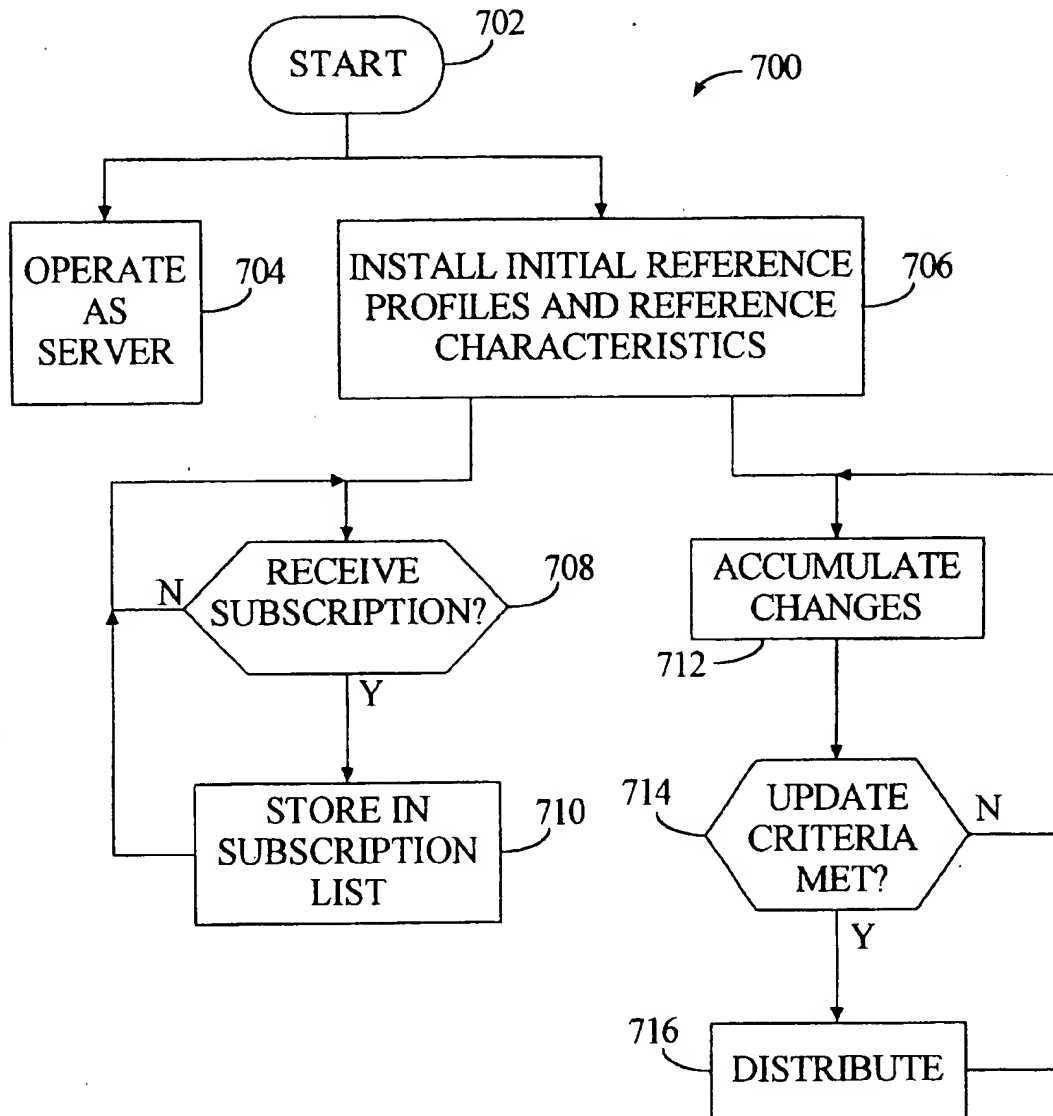 702
START
700
OPERATE
AS
SERVER
704
INSTALL INITIAL REFERENCE
PROFILES AND REFERENCE
CHARACTERISTICS
706
RECEIVE
SUBSCRIPTION?
708
N
Y
STORE IN
SUBSCRIPTION
LIST
710
ACCUMULATE
CHANGES
712
UPDATE
CRITERIA
MET?
714
N
Y
716
DISTRIBUTE